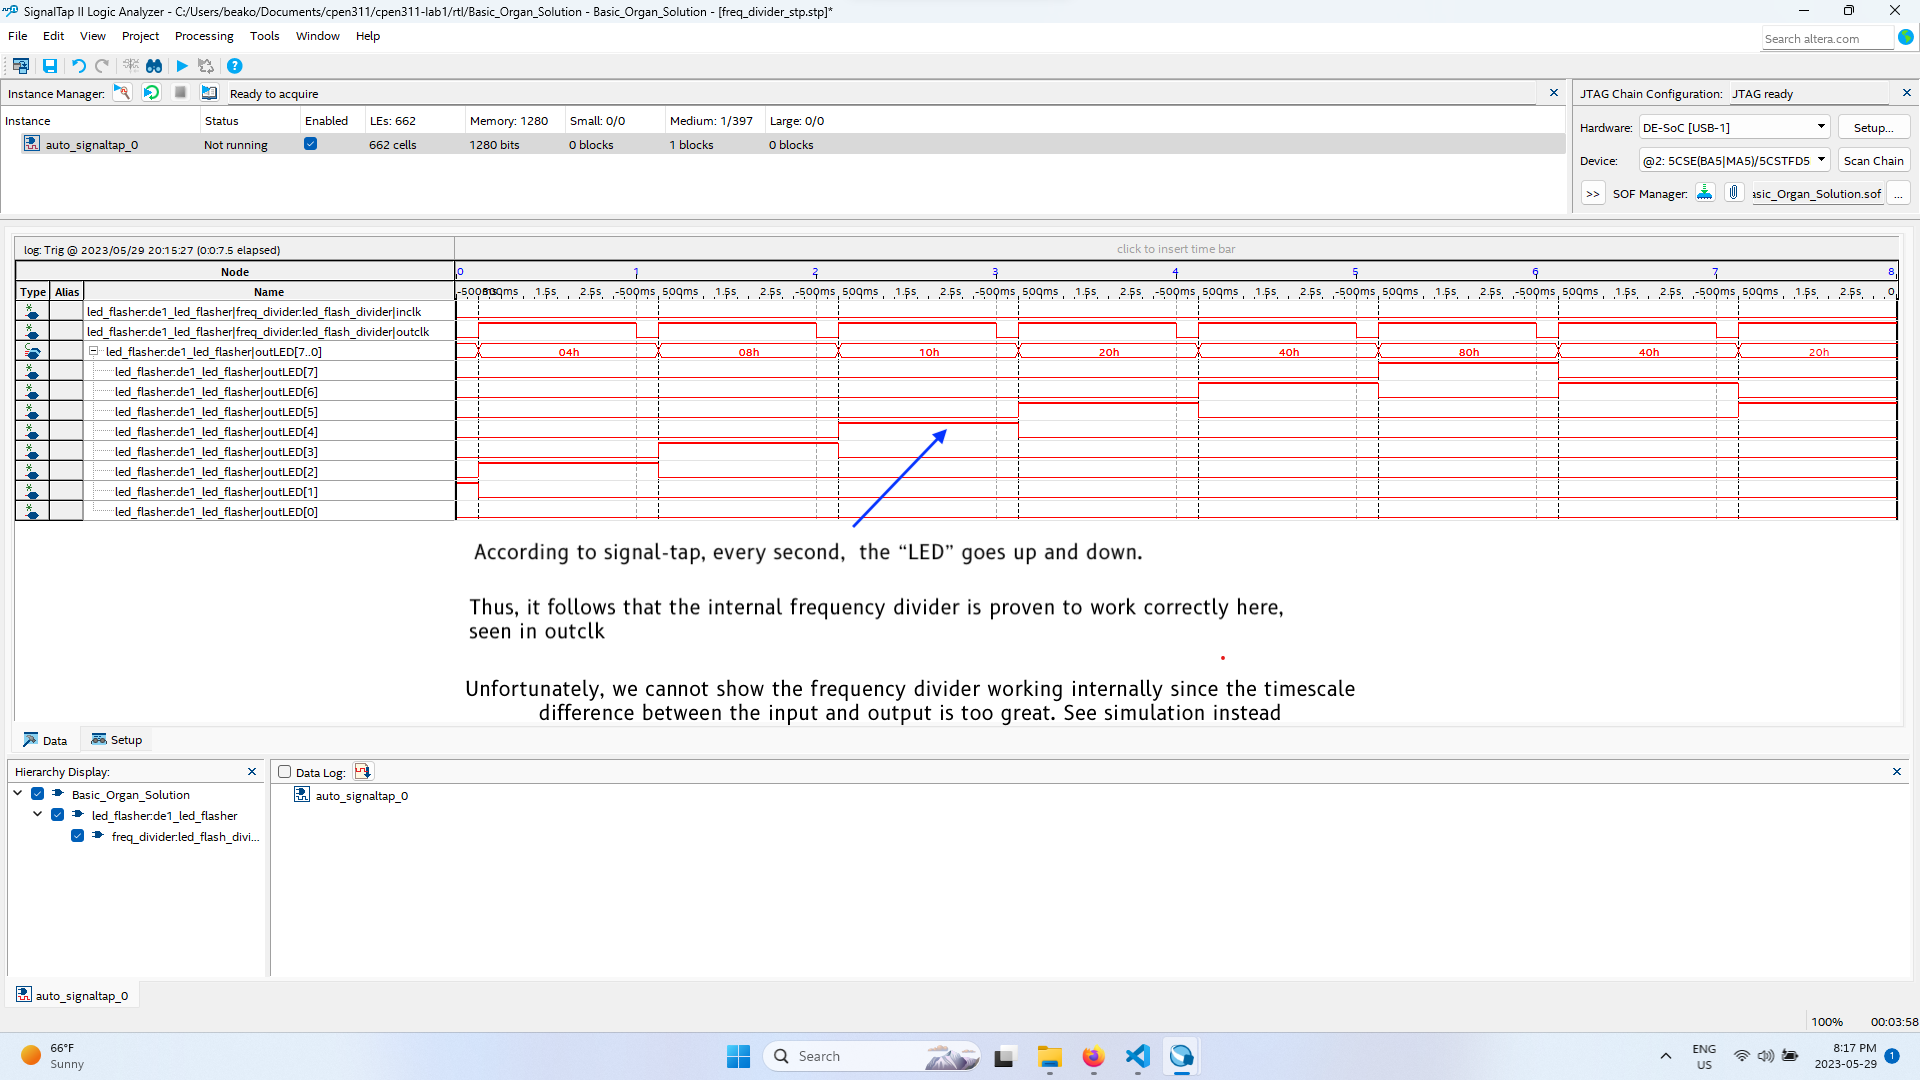 SignalTap II Logic Analyzer - C:/Users/beako/Documents/cpen311/cpen311-lab1/rtl/Basic_Organ_Solution - Basic_Organ_Solution - [freq_divider_stp.stp]*
File Edit View Project Processing Tools Window Help
Search altera.com
Instance Manager: Ready to acquire
Instance Status Enabled LEs: 662 Memory: 1280 Small: 0/0 Medium: 1/397 Large: 0/0
auto_signaltap_0 Not running 662 cells 1280 bits 0 blocks 1 blocks 0 blocks
JTAG Chain Configuration: JTAG ready
Hardware: DE-SoC [USB-1] Setup...
Device: @2: 5CSE(BA5|MA5)/5CSTFD5 Scan Chain
>> SOF Manager: asic_Organ_Solution.sof ...
log: Trig @ 2023/05/29 20:15:27 (0:0:7.5 elapsed) click to insert time bar
Node 0 1 2 3 4 5 6 7 8
Type Alias Name -500ms 500ms 1.5s 2.5s -500ms 500ms 1.5s 2.5s -500ms 500ms 1.5s 2.5s -500ms 500ms 1.5s 2.5s -500ms 500ms 1.5s 2.5s -500ms 500ms 1.5s 2.5s -500ms 500ms 1.5s 2.5s -500ms 500ms 1.5s 2.5s 0
led_flasher:de1_led_flasher|freq_divider:led_flash_divider|inclk
led_flasher:de1_led_flasher|freq_divider:led_flash_divider|outclk
led_flasher:de1_led_flasher|outLED[7..0] 04h 08h 10h 20h 40h 80h 40h 20h
led_flasher:de1_led_flasher|outLED[7]
led_flasher:de1_led_flasher|outLED[6]
led_flasher:de1_led_flasher|outLED[5]
led_flasher:de1_led_flasher|outLED[4]
led_flasher:de1_led_flasher|outLED[3]
led_flasher:de1_led_flasher|outLED[2]
led_flasher:de1_led_flasher|outLED[1]
led_flasher:de1_led_flasher|outLED[0]
According to signal-tap, every second, the “LED” goes up and down.
Thus, it follows that the internal frequency divider is proven to work correctly here,
seen in outclk
Unfortunately, we cannot show the frequency divider working internally since the timescale
difference between the input and output is too great. See simulation instead
Data Setup
Hierarchy Display:
Basic_Organ_Solution
led_flasher:de1_led_flasher
freq_divider:led_flash_divi...
Data Log:
auto_signaltap_0
auto_signaltap_0
100% 00:03:58
66°F
Sunny
Search
ENG
US
8:17 PM
2023-05-29
1